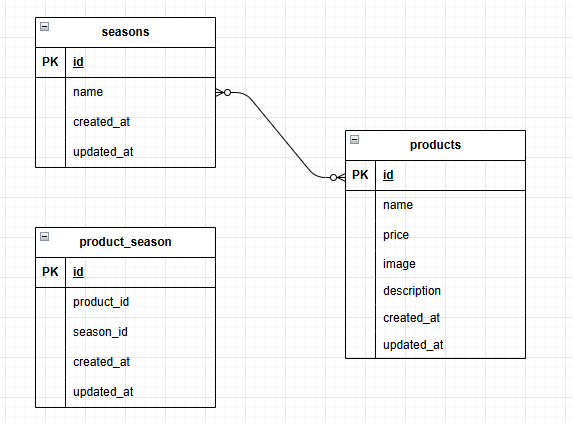 seasons
PK id
name
created_at
updated_at
products
PK id
name
price
image
description
created_at
updated_at
product_season
PK id
product_id
season_id
created_at
updated_at